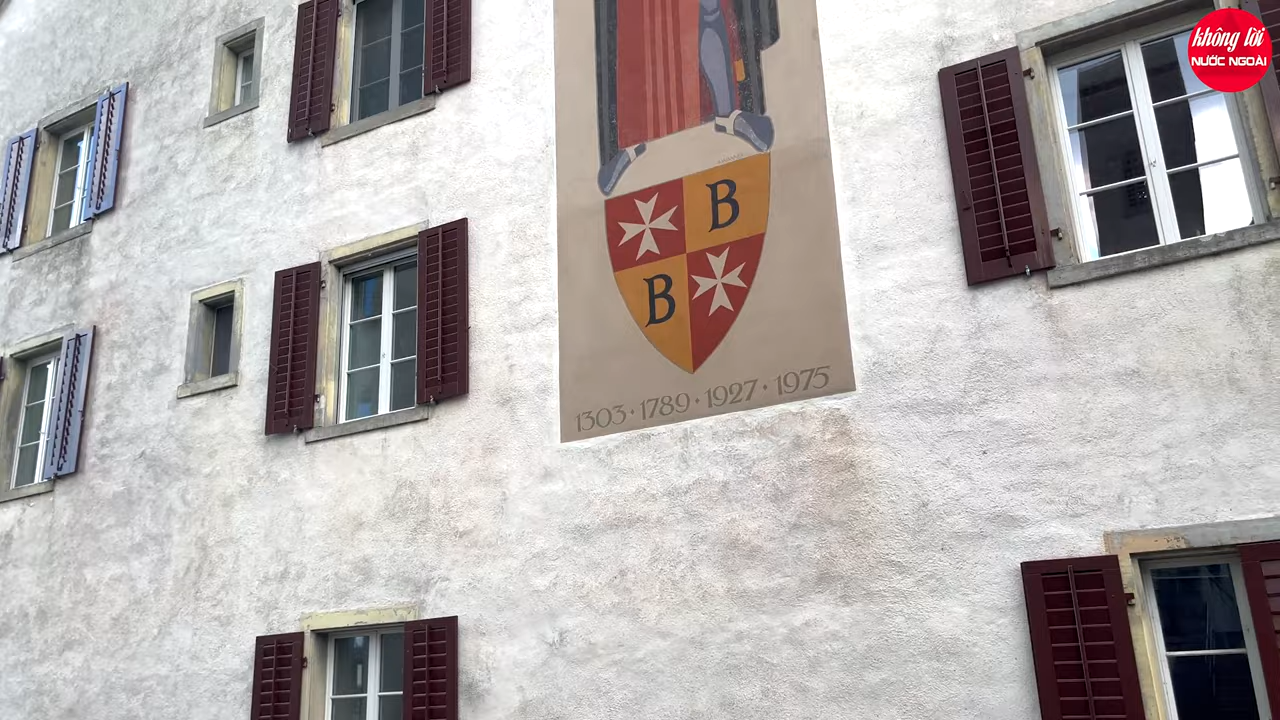 không lời
NƯỚC NGOÀI
B
B
1303 · 1789 · 1927 · 1975